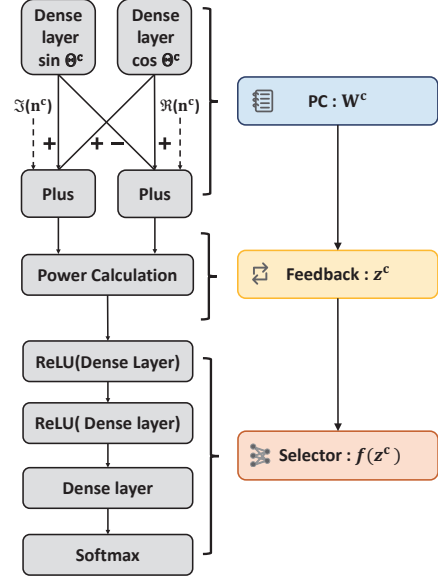 Dense
layer
sin Θᶜ
Dense
layer
cos Θᶜ
ℑ(nᶜ)
ℜ(nᶜ)
+ + − +
Plus
Plus
Power Calculation
ReLU(Dense Layer)
ReLU( Dense layer)
Dense layer
Softmax
PC : Wᶜ
Feedback : zᶜ
Selector : f(zᶜ)